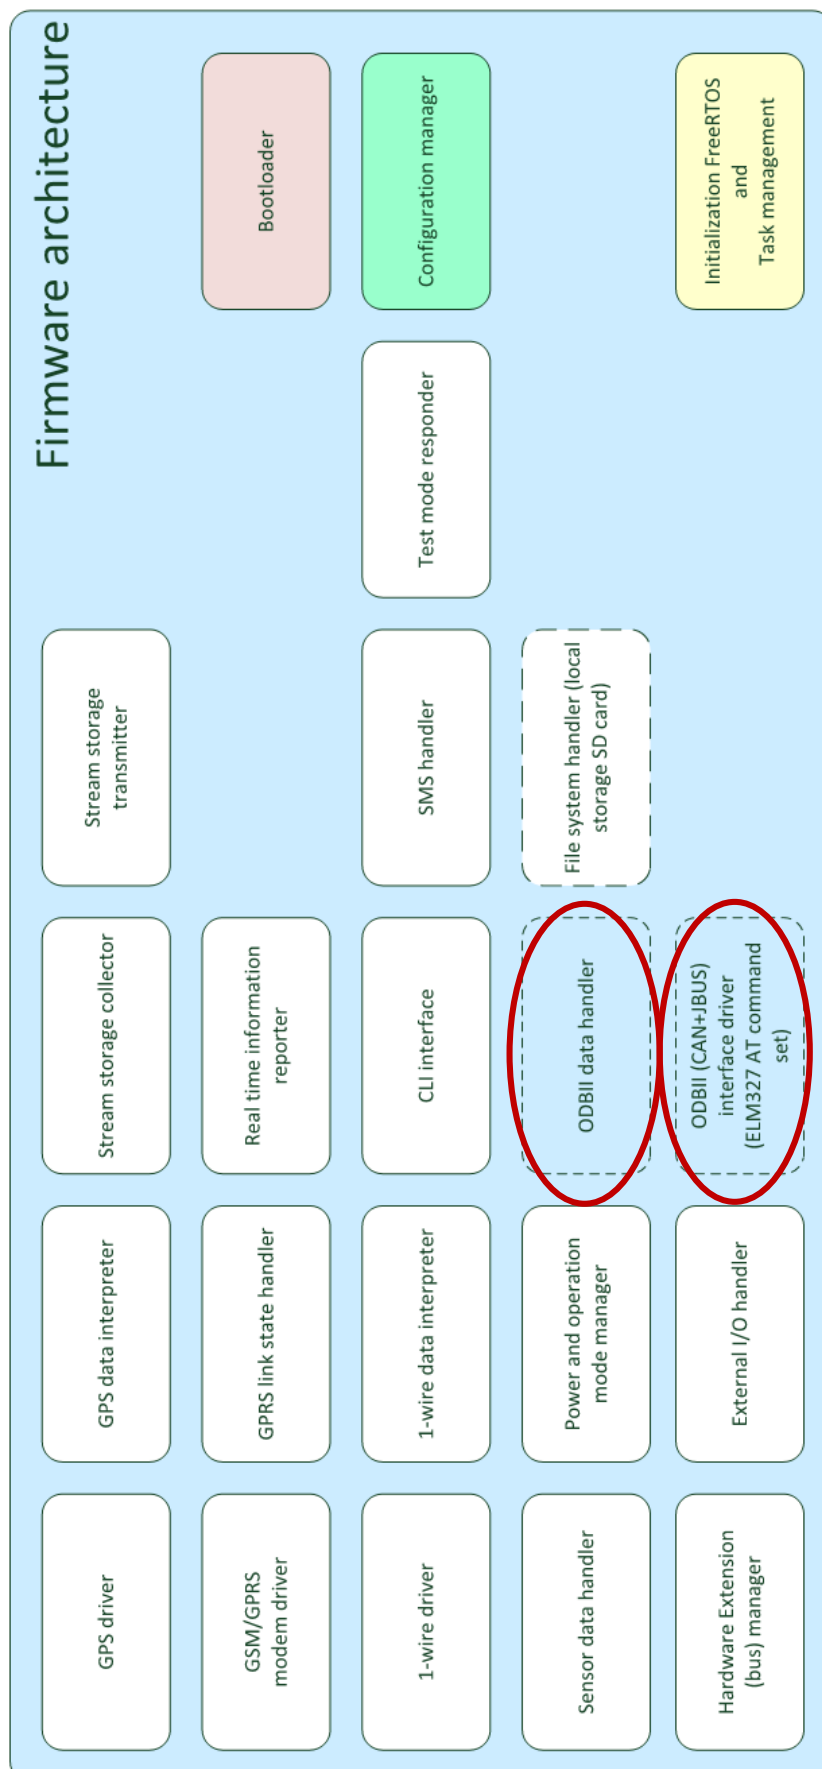 Firmware architecture
GPS driver
GPS data interpreter
Stream storage collector
Stream storage
transmitter
GSM/GPRS
modem driver
GPRS link state handler
Real time information
reporter
Bootloader
1-wire driver
1-wire data interpreter
CLI interface
SMS handler
Test mode responder
Configuration manager
Sensor data handler
Power and operation
mode manager
ODBII data handler
File system handler (local
storage SD card)
Hardware Extension
(bus) manager
External I/O handler
ODBII (CAN+JBUS)
interface driver
(ELM327 AT command
set)
Initialization FreeRTOS
and
Task management